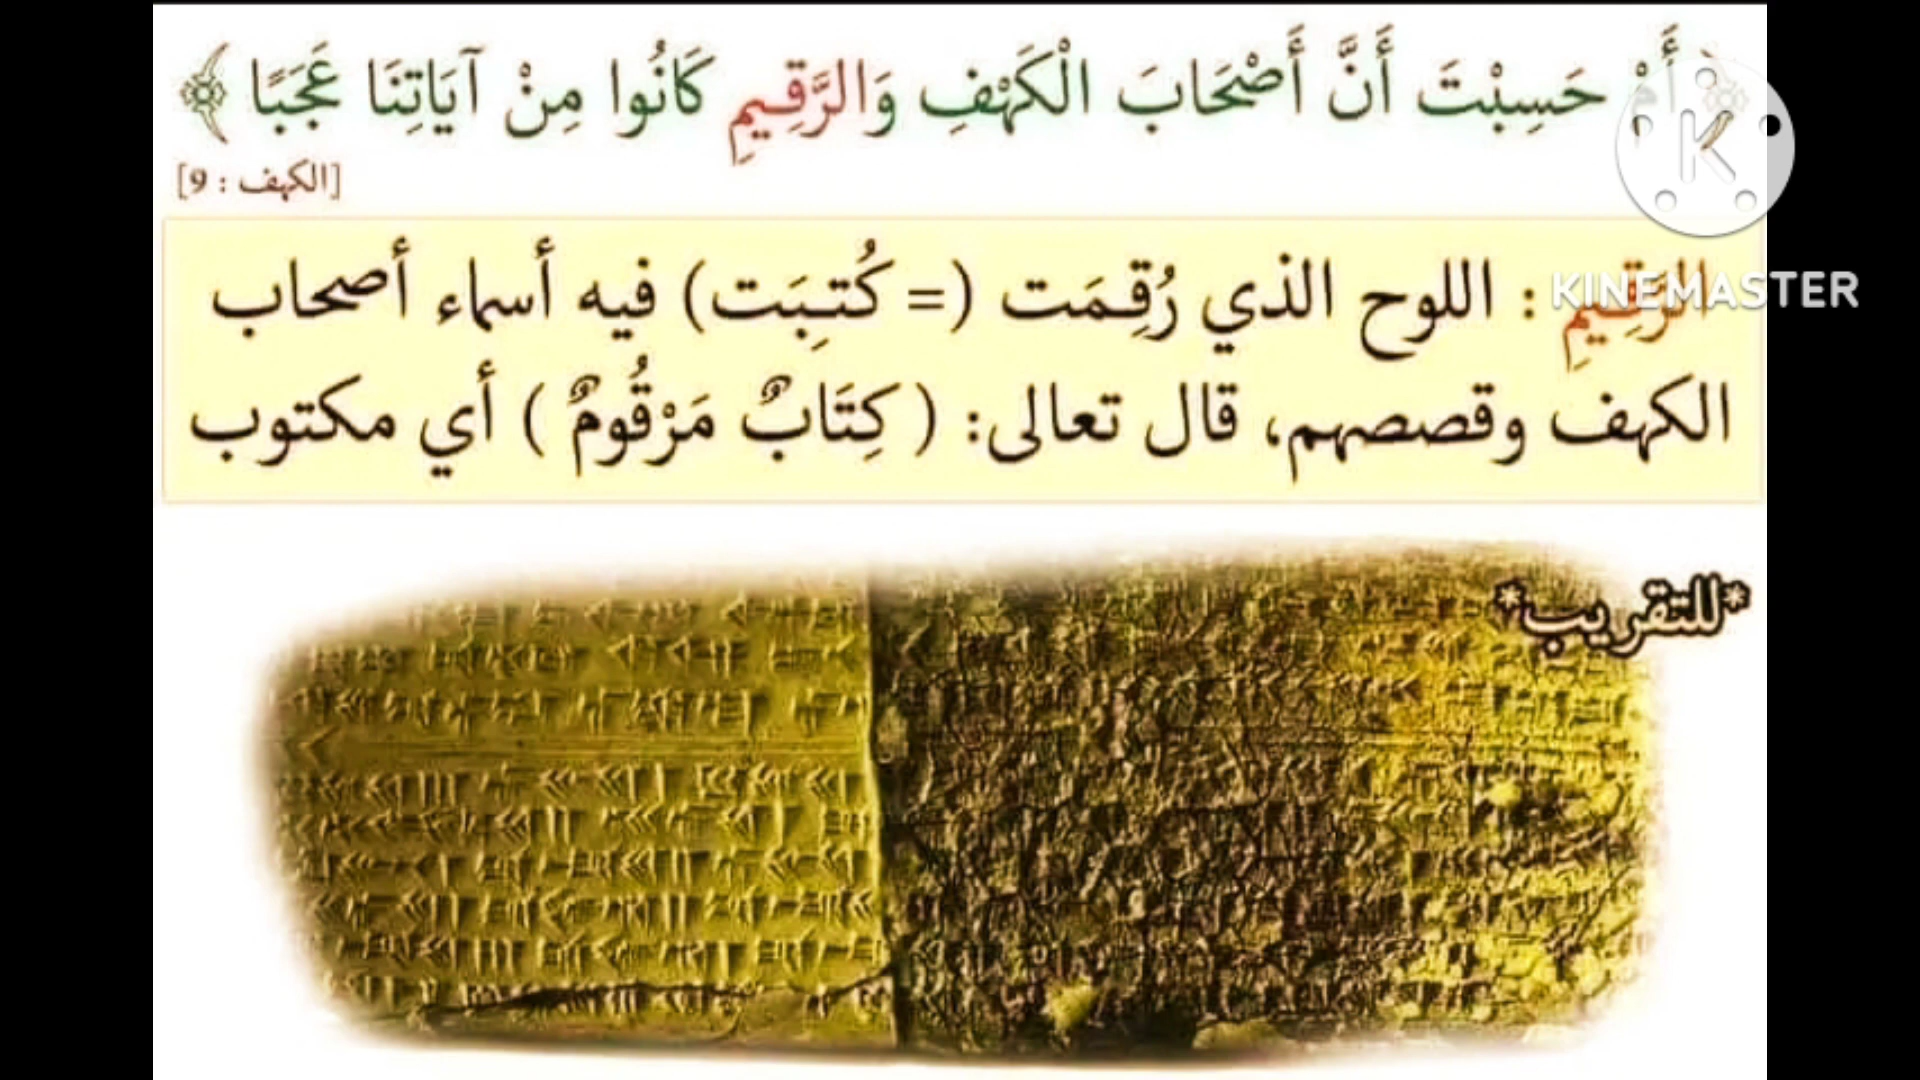 ﴿ أَمْ حَسِبْتَ أَنَّ أَصْحَابَ الْكَهْفِ وَالرَّقِيمِ كَانُوا مِنْ آيَاتِنَا عَجَبًا ﴾
[الكهف : 9]
الرَّقِيمِ : اللوح الذي رُقِمَت (= كُتِبَت) فيه أسماء أصحاب
الكهف وقصصهم، قال تعالى: ( كِتَابٌ مَرْقُومٌ ) أي مكتوب
*للتقريب*
K
KINEMASTER